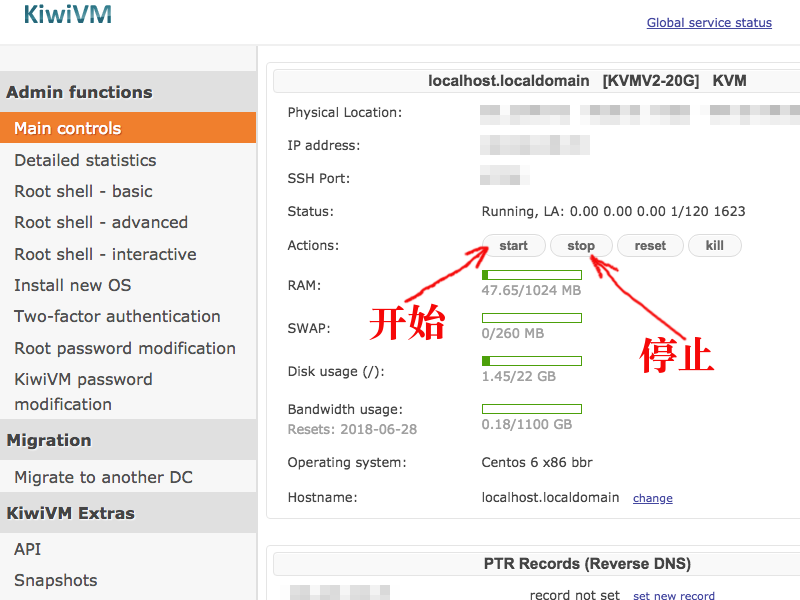 KiwiVM
Global service status
Admin functions
Main controls
Detailed statistics
Root shell - basic
Root shell - advanced
Root shell - interactive
Install new OS
Two-factor authentication
Root password modification
KiwiVM password
modification
Migration
Migrate to another DC
KiwiVM Extras
API
Snapshots
localhost.localdomain [KVMV2-20G] KVM
Physical Location:
IP address:
SSH Port:
Status: Running, LA: 0.00 0.00 0.00 1/120 1623
Actions: start stop reset kill
RAM: 47.65/1024 MB
开始
SWAP: 0/260 MB
停止
Disk usage (/): 1.45/22 GB
Bandwidth usage: 0.18/1100 GB
Resets: 2018-06-28
Operating system: Centos 6 x86 bbr
Hostname: localhost.localdomain change
PTR Records (Reverse DNS)
record not set set new record